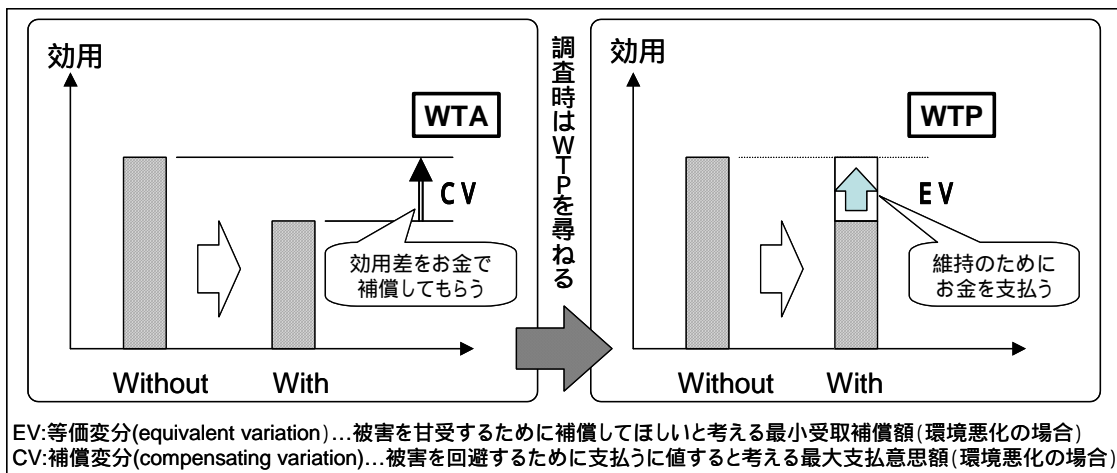 効用
WTA
CV
効用差をお金で
補償してもらう
Without
With
調査時はWTPを尋ねる
効用
WTP
EV
維持のために
お金を支払う
Without
With
EV:等価変分(equivalent variation)…被害を甘受するために補償してほしいと考える最小受取補償額(環境悪化の場合)
CV:補償変分(compensating variation)…被害を回避するために支払うに値すると考える最大支払意思額(環境悪化の場合)